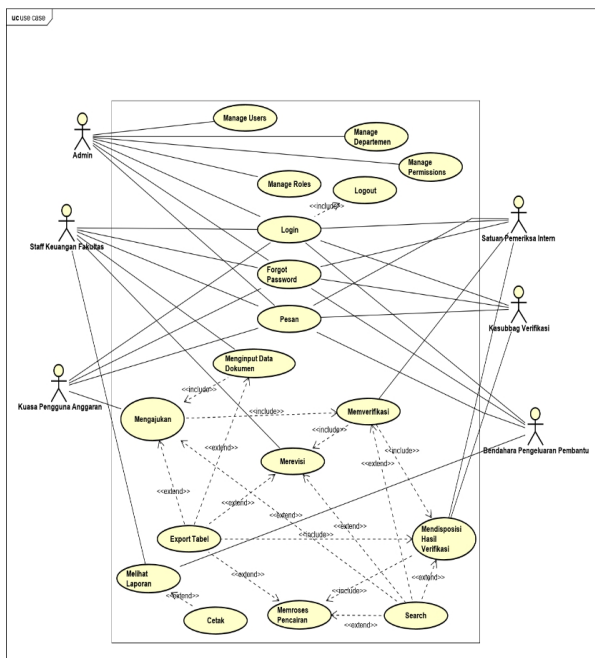 uc use case
Manage Users
Manage
Departemen
Admin
Manage
Permissions
Manage Roles
Logout
<<include>>
Login
Staff Keuangan Fakultas
Satuan Pemeriksa Intern
Forgot
Password
Pesan
Kasubbag Verifikasi
Menginput Data
Dokumen
Kuasa Pengguna Anggaran
<<include>>
Mengajukan
<<include>>
Memverifikasi
<<include>>
Bendahara Pengeluaran Pembantu
<<extend>>
<<include>>
Merevisi
<<extend>>
<<extend>>
<<extend>>
<<extend>>
<<extend>>
Export Tabel
<<include>>
Mendisposisi
Hasil
Verifikasi
Melihat
Laporan
<<extend>>
<<include>>
<<extend>>
<<extend>>
Cetak
Memroses
Pencairan
<<extend>>
Search